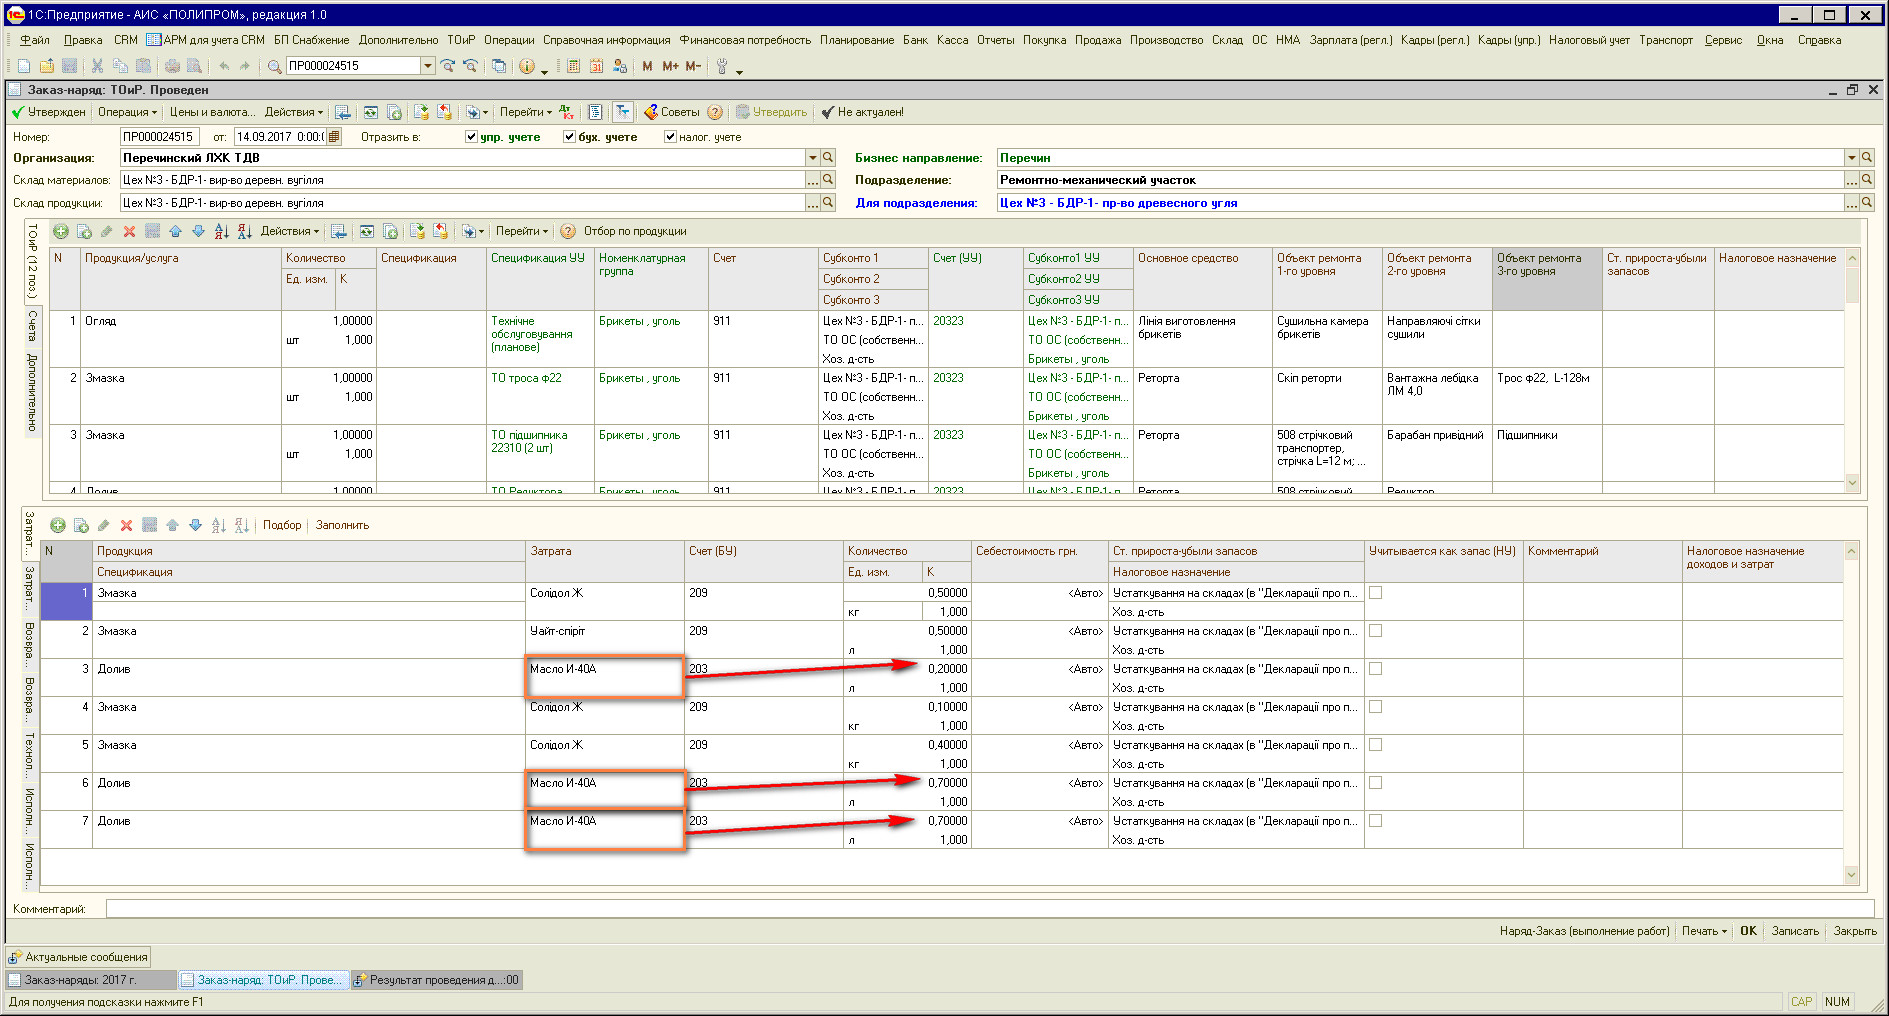 1С:Предприятие - АИС «ПОЛИПРОМ», редакция 1.0
Файл Правка CRM АРМ для учета CRM БП Снабжение Дополнительно ТОиР Операции Справочная информация Финансовая потребность Планирование Банк Касса Отчеты Покупка Продажа Производство Склад ОС НМА Зарплата (регл.) Кадры (регл.) Кадры (упр.) Налоговый учет Транспорт Сервис Окна Справка
ПР000024515 M M+ M-
Заказ-наряд: ТОиР. Проведен
Утвержден Операция Цены и валюта... Действия Перейти Советы Утвердить Не актуален!
Номер: ПР000024515 от: 14.09.2017 0:00:0 Отразить в: упр. учете бух. учете налог. учете
Организация: Перечинский ЛХК ТДВ Бизнес направление: Перечин
Склад материалов: Цех №3 - БДР-1- вир-во деревн. вугілля Подразделение: Ремонтно-механический участок
Склад продукции: Цех №3 - БДР-1- вир-во деревн. вугілля Для подразделения: Цех №3 - БДР-1- пр-во древесного угля
ТОиР (12 поз.)
Счета
Дополнительно
Действия Перейти Отбор по продукции
N Продукция/услуга Количество Спецификация Спецификация УУ Номенклатурная группа Счет Субконто 1 Счет (УУ) Субконто1 УУ Основное средство Объект ремонта 1-го уровня Объект ремонта 2-го уровня Объект ремонта 3-го уровня Ст. прироста-убыли запасов Налоговое назначение
Ед. изм. К Субконто 2 Субконто2 УУ
Субконто 3 Субконто3 УУ
1 Огляд 1,00000 Технічне обслуговування (планове) Брикеты , уголь 911 Цех №3 - БДР-1- п... 20323 Цех №3 - БДР-1- п... Лінія виготовлення брикетів Сушильна камера брикетів Направляючі сітки сушили
шт 1,000 ТО ОС (собственн... ТО ОС (собственн...
Хоз. д-сть Брикеты , уголь
2 Змазка 1,00000 ТО троса ф22 Брикеты , уголь 911 Цех №3 - БДР-1- п... 20323 Цех №3 - БДР-1- п... Реторта Скіп реторти Вантажна лебідка ЛМ 4,0 Трос ф22, L-128м
шт 1,000 ТО ОС (собственн... ТО ОС (собственн...
Хоз. д-сть Брикеты , уголь
3 Змазка 1,00000 ТО підшипника 22310 (2 шт) Брикеты , уголь 911 Цех №3 - БДР-1- п... 20323 Цех №3 - БДР-1- п... Реторта 508 стрічковий транспортер, стрічка L=12 м; ... Барабан привідний Підшипники
шт 1,000 ТО ОС (собственн... ТО ОС (собственн...
Хоз. д-сть Брикеты , уголь
4 Долив 1,00000 ТО Редуктора Брикеты , уголь 911 Цех №3 - БДР-1- п... 20323 Цех №3 - БДР-1- п... Реторта 508 стрічковий Редуктор
Затрат...
Затрат...
Возвра...
Возвра...
Технол...
Исполн...
Исполн...
Подбор Заполнить
N Продукция Затрата Счет (БУ) Количество Себестоимость грн. Ст. прироста-убыли запасов Учитывается как запас (НУ) Комментарий Налоговое назначение доходов и затрат
Спецификация Ед. изм. К Налоговое назначение
1 Змазка Солідол Ж 209 0,50000 <Авто> Устаткування на складах (в "Декларації про п...
кг 1,000 Хоз. д-сть
2 Змазка Уайт-спіріт 209 0,50000 <Авто> Устаткування на складах (в "Декларації про п...
л 1,000 Хоз. д-сть
3 Долив Масло И-40А 203 0,20000 <Авто> Устаткування на складах (в "Декларації про п...
л 1,000 Хоз. д-сть
4 Змазка Солідол Ж 209 0,10000 <Авто> Устаткування на складах (в "Декларації про п...
кг 1,000 Хоз. д-сть
5 Змазка Солідол Ж 209 0,40000 <Авто> Устаткування на складах (в "Декларації про п...
кг 1,000 Хоз. д-сть
6 Долив Масло И-40А 203 0,70000 <Авто> Устаткування на складах (в "Декларації про п...
л 1,000 Хоз. д-сть
7 Долив Масло И-40А 203 0,70000 <Авто> Устаткування на складах (в "Декларації про п...
л 1,000 Хоз. д-сть
Комментарий:
Наряд-Заказ (выполнение работ) Печать OK Записать Закрыть
Актуальные сообщения
Заказ-наряды: 2017 г. Заказ-наряд: ТОиР. Прове... Результат проведения д...:00
Для получения подсказки нажмите F1 CAP NUM